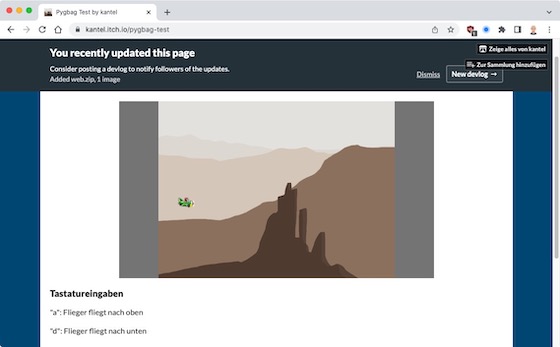 Pygbag Test by kantel
kantel.itch.io/pygbag-test
You recently updated this page
Consider posting a devlog to notify followers of the updates.
Added web.zip, 1 image
Dismiss
New devlog →
Zeige alles von kantel
Zur Sammlung hinzufügen
Tastatureingaben
"a": Flieger fliegt nach oben
"d": Flieger fliegt nach unten